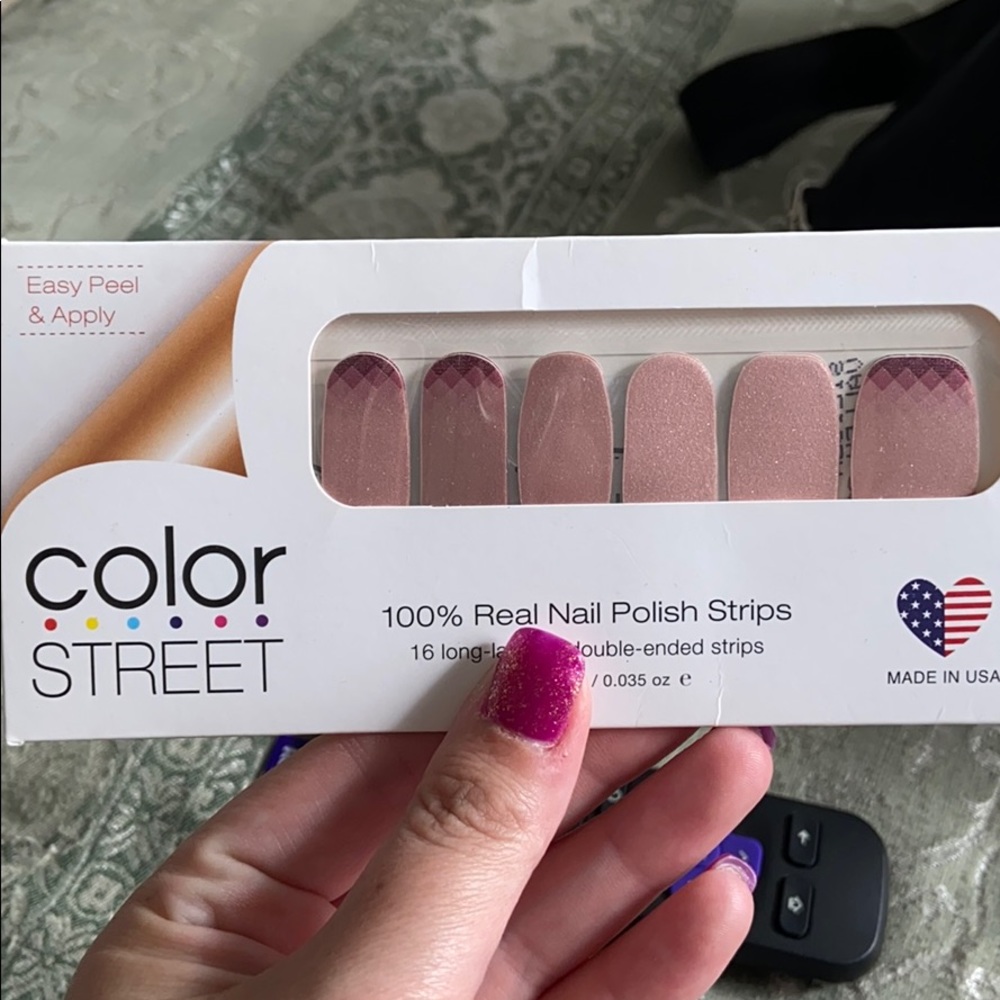 Easy Peel
& Apply
color
STREET
100% Real Nail Polish Strips
16 long-la double-ended strips
/ 0.035 oz e
MADE IN USA